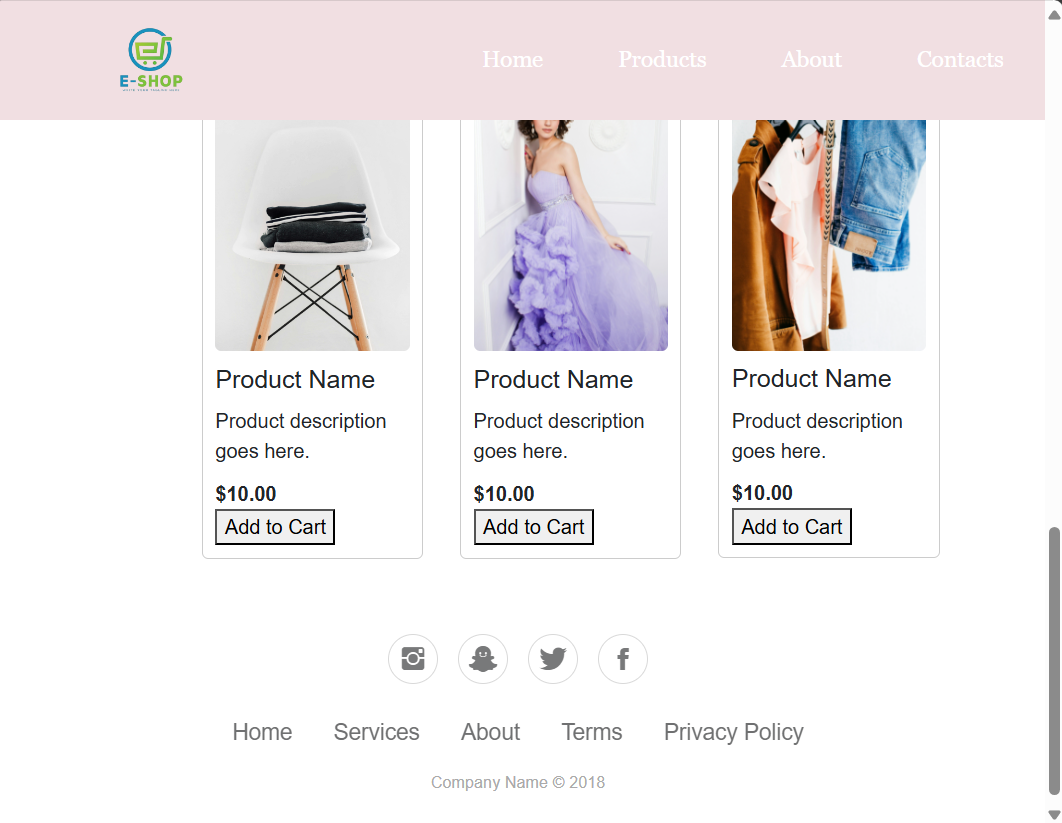 Home Products About Contacts
E-SHOP
Product Name Product Name Product Name
Product description Product description Product description
goes here. goes here. goes here.
$10.00 $10.00 $10.00
Add to Cart Add to Cart Add to Cart
Home Services About Terms Privacy Policy
Company Name © 2018